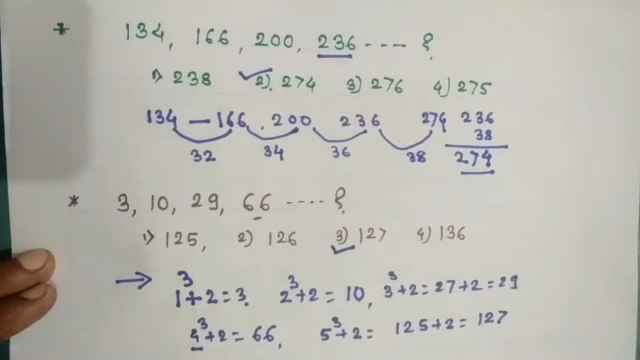 * 134, 166, 200, 236 ---- ?
1) 238 2) 274 3) 276 4) 275
134 — 166, 200 236 274 236
32 34 36 38 38
274
* 3, 10, 29, 66 ---- ?
1) 125, 2) 126 3) 127 4) 136
→ 1³+2=3. 2³+2=10, 3³+2=27+2=29
4³+2=66, 5³+2= 125+2=127